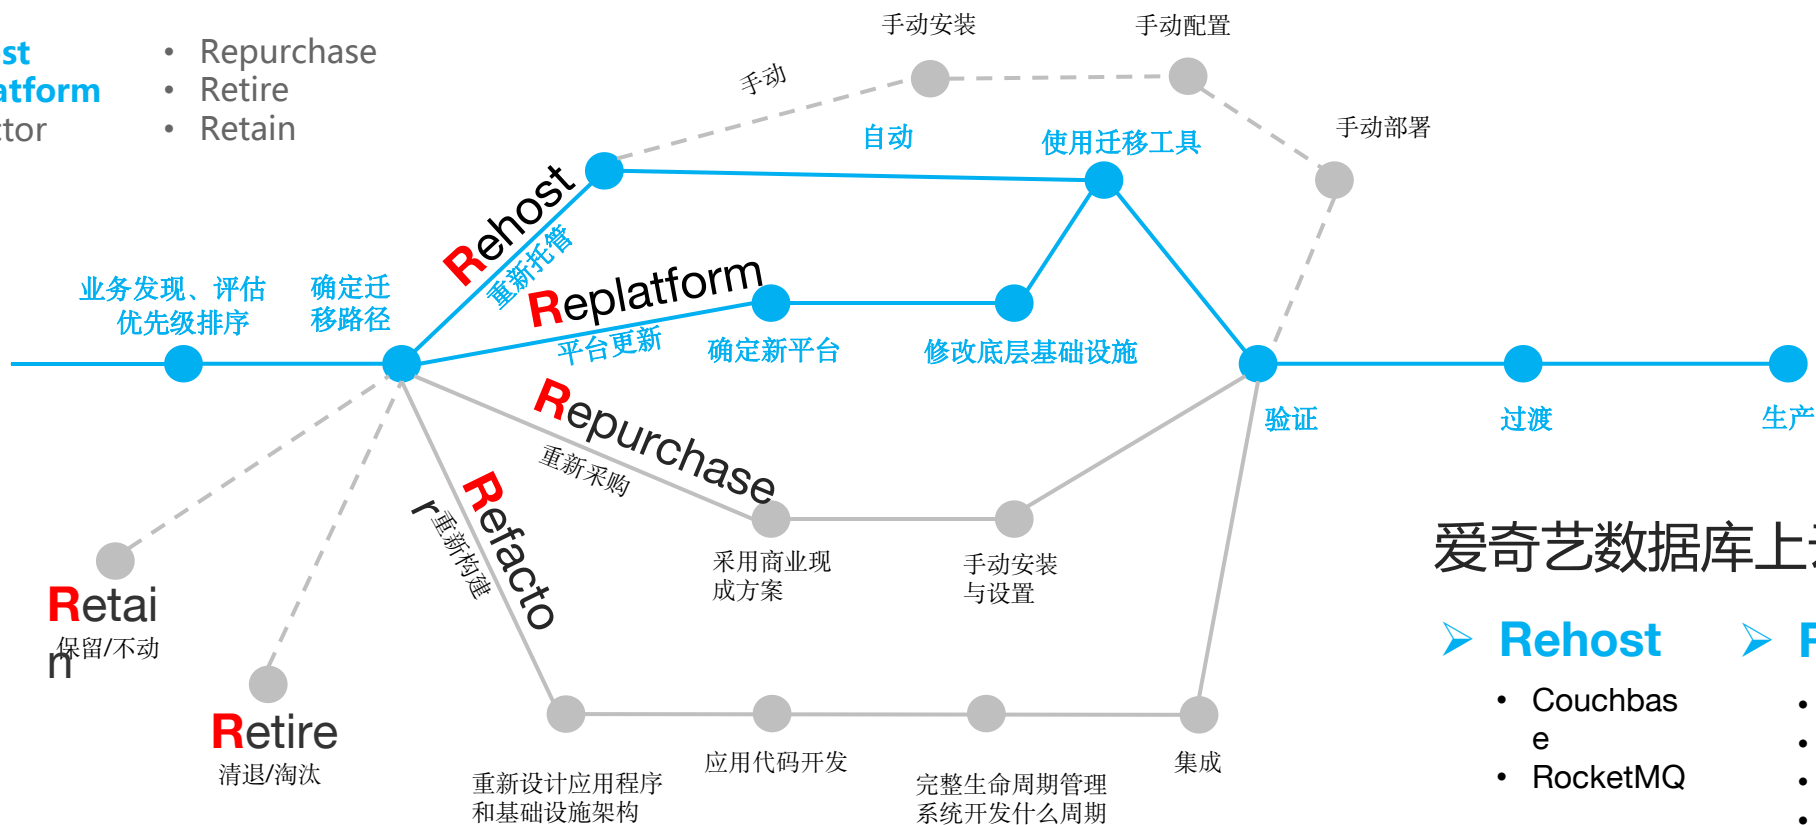 st
• Repurchase
atform
• Retire
ctor
• Retain
手动安装
手动配置
手动
手动部署
自动
使用迁移工具
Rehost
重新托管
业务发现、评估
优先级排序
确定迁
移路径
Replatform
平台更新
确定新平台
修改底层基础设施
验证
过渡
生产
Repurchase
重新采购
Refacto
r
重新构建
采用商业现
成方案
手动安装
与设置
Retai
n
保留/不动
Retire
清退/淘汰
重新设计应用程序
和基础设施架构
应用代码开发
完整生命周期管理
系统开发什么周期
集成
爱奇艺数据库上
➢ Rehost
• Couchbas
e
• RocketMQ
➢ R
•
•
•
•